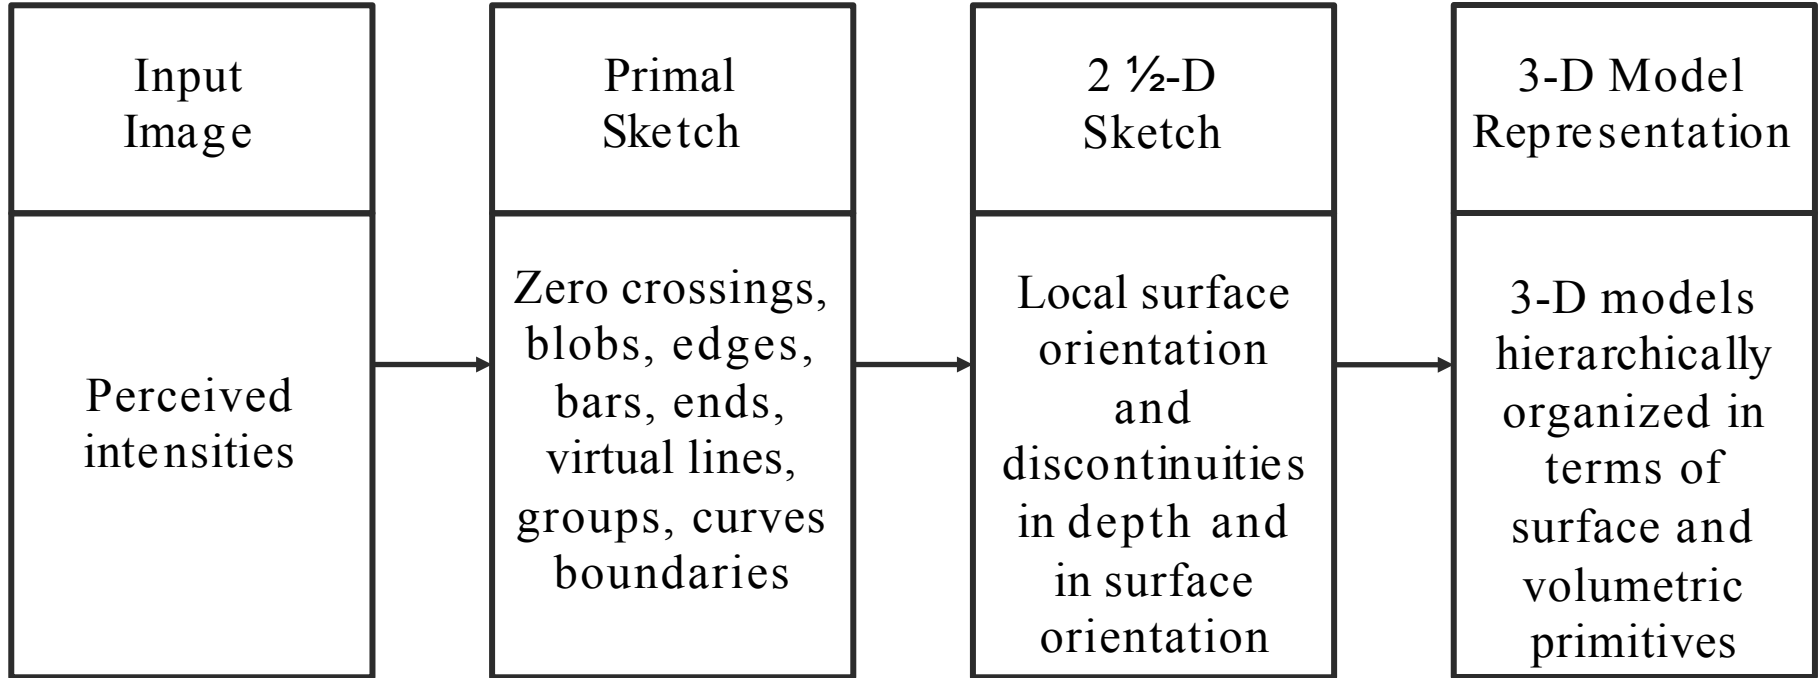 Input
Image
Perceived
intensities
Primal
Sketch
Zero crossings,
blobs, edges,
bars, ends,
virtual lines,
groups, curves
boundaries
2 ½-D
Sketch
Local surface
orientation
and
discontinuities
in depth and
in surface
orientation
3-D Model
Representation
3-D models
hierarchically
organized in
terms of
surface and
volumetric
primitives